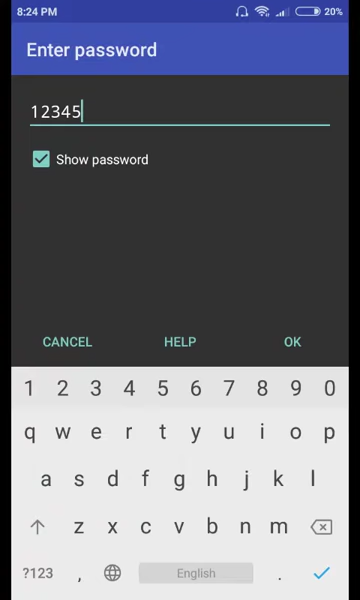 8:24 PM 20%
Enter password
12345
Show password
CANCEL HELP OK
1 2 3 4 5 6 7 8 9 0
q w e r t y u i o p
a s d f g h j k l
z x c v b n m
?123 , English .